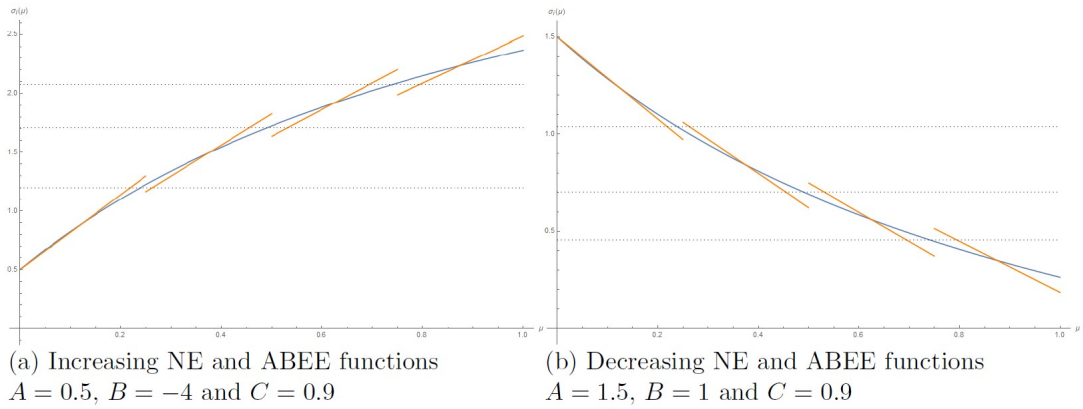 σᵢ(μ)
2.5
2.0
1.5
1.0
0.5
0.2
0.4
0.6
0.8
1.0
μ
σᵢ(μ)
1.5
1.0
0.5
0.2
0.4
0.6
0.8
1.0
μ
(a) Increasing NE and ABEE functions
A = 0.5, B = −4 and C = 0.9
(b) Decreasing NE and ABEE functions
A = 1.5, B = 1 and C = 0.9